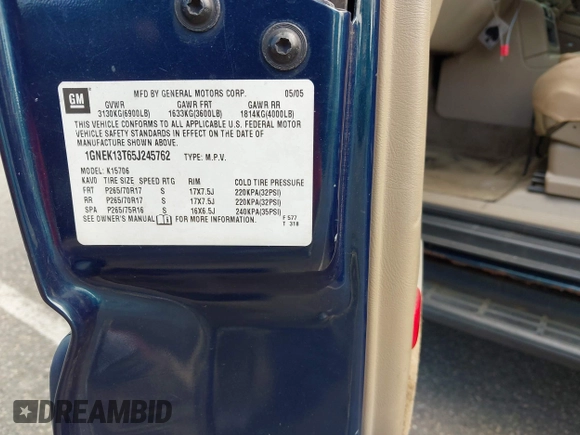 GM
MFD BY GENERAL MOTORS CORP. 05/05
GVWR GAWR FRT GAWR RR
3130KG(6900LB) 1633KG(3600LB) 1814KG(4000LB)
THIS VEHICLE CONFORMS TO ALL APPLICABLE U.S. FEDERAL MOTOR
VEHICLE SAFETY STANDARDS IN EFFECT ON THE DATE OF
MANUFACTURE SHOWN ABOVE.
1GNEK13T65J245762 TYPE: M.P.V.
MODEL: K15706
KAVO TIRE SIZE SPEED RTG RIM COLD TIRE PRESSURE
FRT P265/70R17 S 17X7.5J 220KPA(32PSI)
RR P265/70R17 S 17X7.5J 220KPA(32PSI)
SPA P265/75R16 S 16X6.5J 240KPA(35PSI)
SEE OWNER'S MANUAL FOR MORE INFORMATION. F 577
T 318
DREAMBID